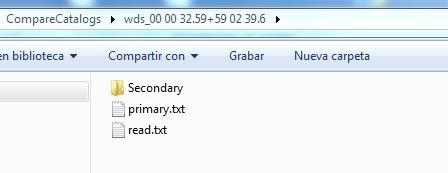 CompareCatalogs ▸ wds_00 00 32.59+59 02 39.6 ▸
en biblioteca ▾ Compartir con ▾ Grabar Nueva carpeta
Secondary
primary.txt
read.txt